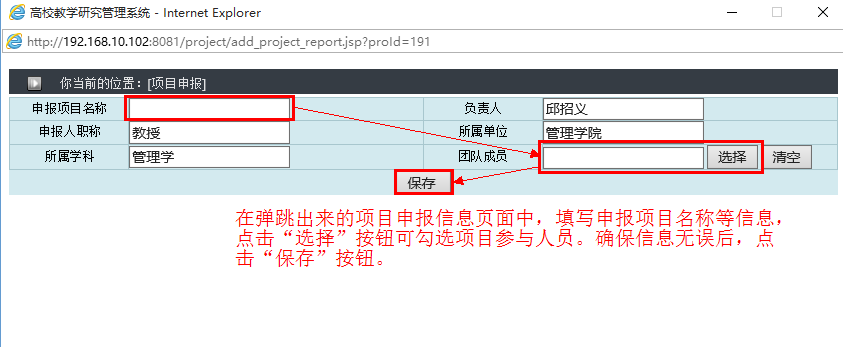 高校教学研究管理系统 - Internet Explorer
http://192.168.10.102:8081/project/add_project_report.jsp?proId=191
你当前的位置：[项目申报]
申报项目名称 负责人 邱招义
申报人职称 教授 所属单位 管理学院
所属学科 管理学 团队成员 选择 清空
保存
在弹跳出来的项目申报信息页面中，填写申报项目名称等信息，
点击“选择”按钮可勾选项目参与人员。确保信息无误后，点
击“保存”按钮。